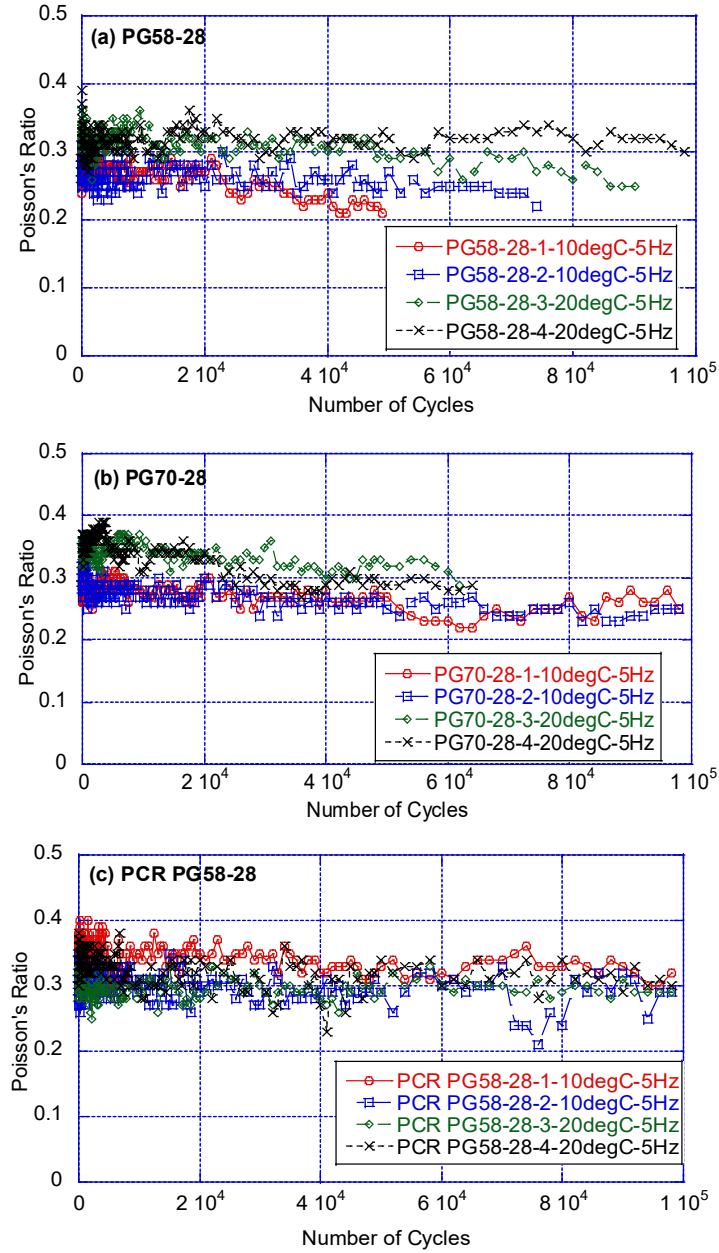 (a) PG58-28
0.5
0.4
0.3
0.2
0.1
0
Poisson's Ratio
PG58-28-1-10degC-5Hz
PG58-28-2-10degC-5Hz
PG58-28-3-20degC-5Hz
PG58-28-4-20degC-5Hz
0 2 10⁴ 4 10⁴ 6 10⁴ 8 10⁴ 1 10⁵
Number of Cycles
(b) PG70-28
0.5
0.4
0.3
0.2
0.1
0
Poisson's Ratio
PG70-28-1-10degC-5Hz
PG70-28-2-10degC-5Hz
PG70-28-3-20degC-5Hz
PG70-28-4-20degC-5Hz
0 2 10⁴ 4 10⁴ 6 10⁴ 8 10⁴ 1 10⁵
Number of Cycles
(c) PCR PG58-28
0.5
0.4
0.3
0.2
0.1
0
Poisson's Ratio
PCR PG58-28-1-10degC-5Hz
PCR PG58-28-2-10degC-5Hz
PCR PG58-28-3-20degC-5Hz
PCR PG58-28-4-20degC-5Hz
0 2 10⁴ 4 10⁴ 6 10⁴ 8 10⁴ 1 10⁵
Number of Cycles